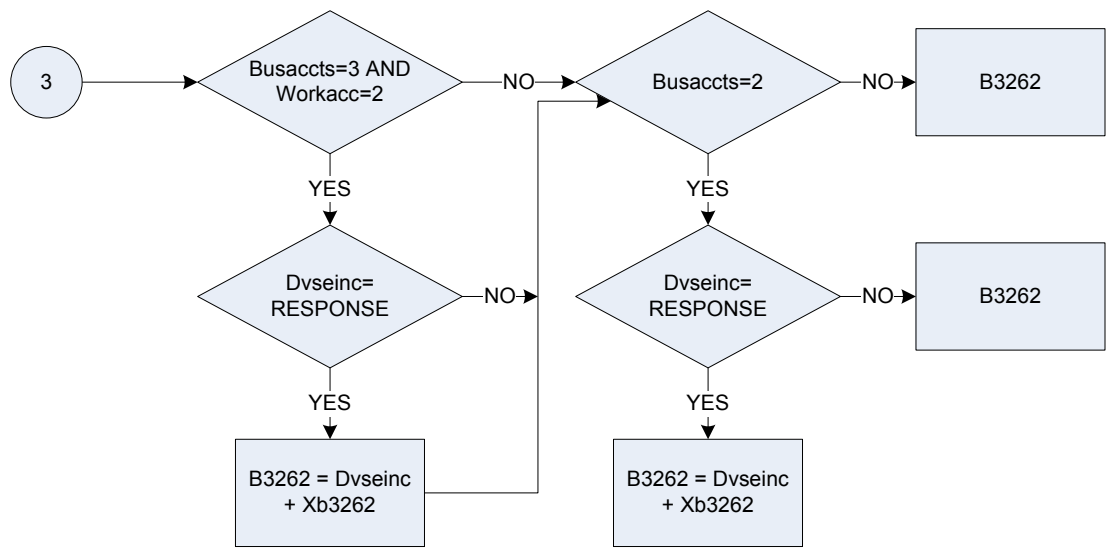 3
Busaccts=3 AND
Workacc=2
NO
Busaccts=2
NO
B3262
YES
YES
Dvseinc=
RESPONSE
NO
Dvseinc=
RESPONSE
NO
B3262
YES
YES
B3262 = Dvseinc
+ Xb3262
B3262 = Dvseinc
+ Xb3262